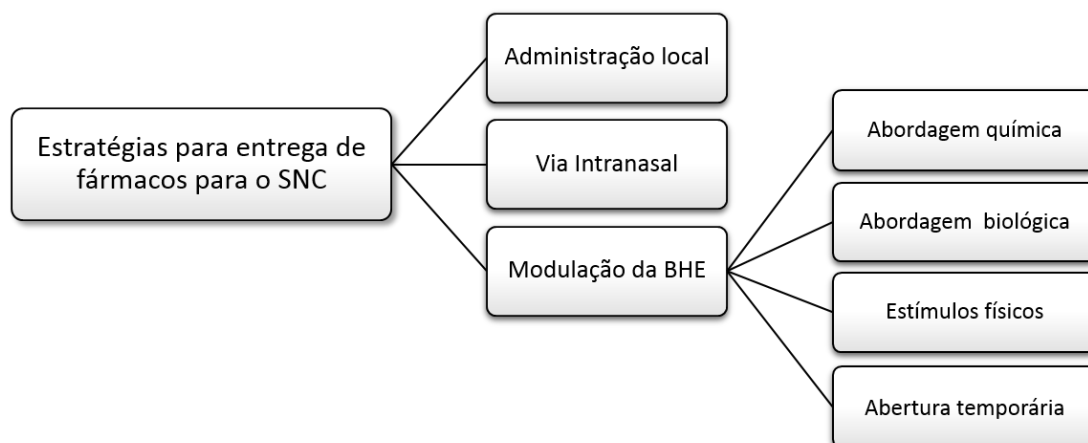 Estratégias para entrega de
fármacos para o SNC
Administração local
Via Intranasal
Modulação da BHE
Abordagem química
Abordagem biológica
Estímulos físicos
Abertura temporária